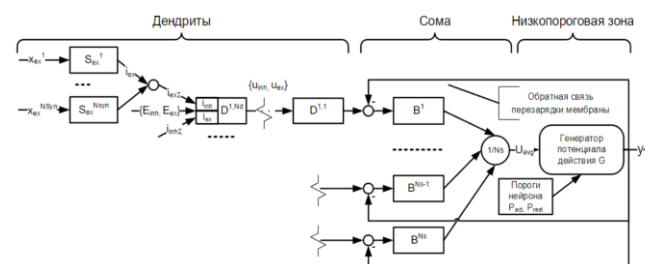 Дендриты
Сома
Низкопороговая зона
x_ex^1
S_ex^1
i_ex
x_ex^NSyn
S_ex^Nsyn
i_exΣ
{E_inh, E_ex}
i_inhΣ
I_inh
I_ex
D^1,Nd
{u_inh, u_ex}
D^1,1
-
B^1
Обратная связь
перезарядки мембраны
1/Ns
U_avg
Генератор
потенциала
действия G
y
B^Ns-1
-
Пороги
нейрона
B^Ns
-